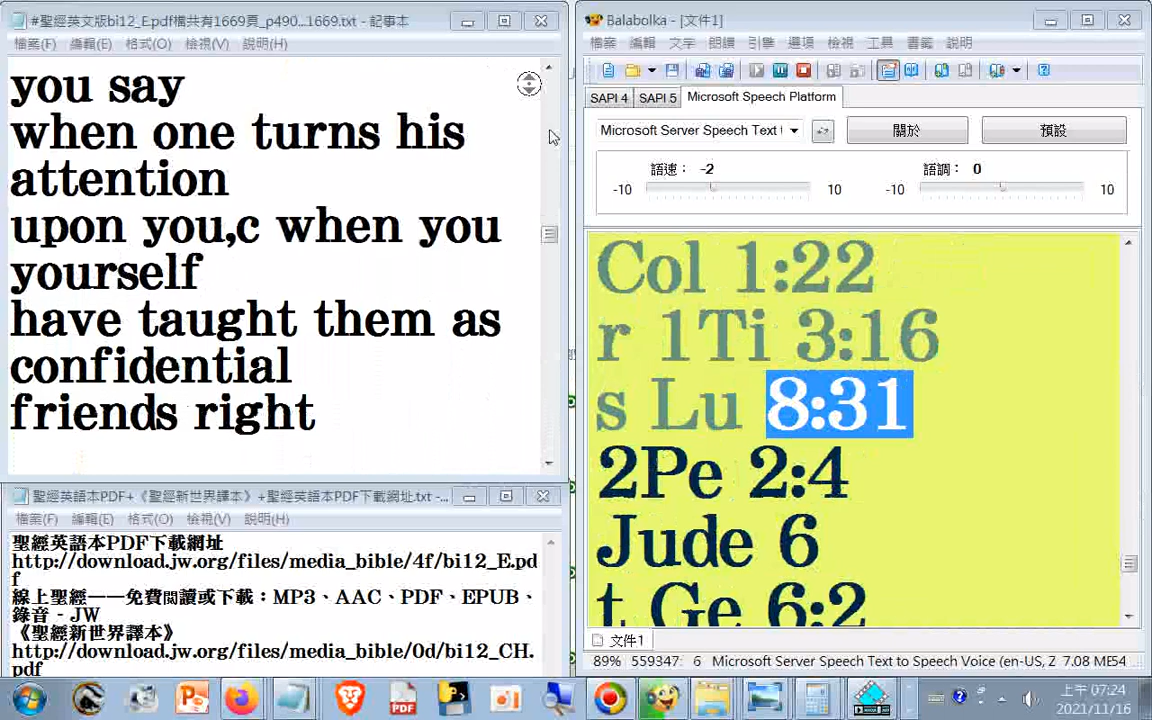 #聖經英文版bi12_E.pdf檔共有1669頁_p490...1669.txt - 記事本
檔案(F) 編輯(E) 格式(O) 檢視(V) 說明(H)
you say
when one turns his
attention
upon you,c when you
yourself
have taught them as
confidential
friends right
聖經英語本PDF+《聖經新世界譯本》+聖經英語本PDF下載網址.txt -...
檔案(F) 編輯(E) 格式(O) 檢視(V) 說明(H)
聖經英語本PDF下載網址
http://download.jw.org/files/media_bible/4f/bi12_E.pd
f
線上聖經——免費閱讀或下載：MP3、AAC、PDF、EPUB、
錄音 - JW
《聖經新世界譯本》
http://download.jw.org/files/media_bible/0d/bi12_CH.
pdf
Balabolka - [文件1]
檔案 編輯 文字 朗讀 引擎 選項 檢視 工具 書籤 說明
SAPI 4 SAPI 5 Microsoft Speech Platform
Microsoft Server Speech Text 關於 預設
語速： -2 語調： 0
-10 10 -10 10
Col 1:22
r 1Ti 3:16
s Lu 8:31
2Pe 2:4
Jude 6
t Ge 6:2
文件1
89% 559347: 6 Microsoft Server Speech Text to Speech Voice (en-US, Z 7.08 ME54
PDF
上午 07:24
2021/11/16